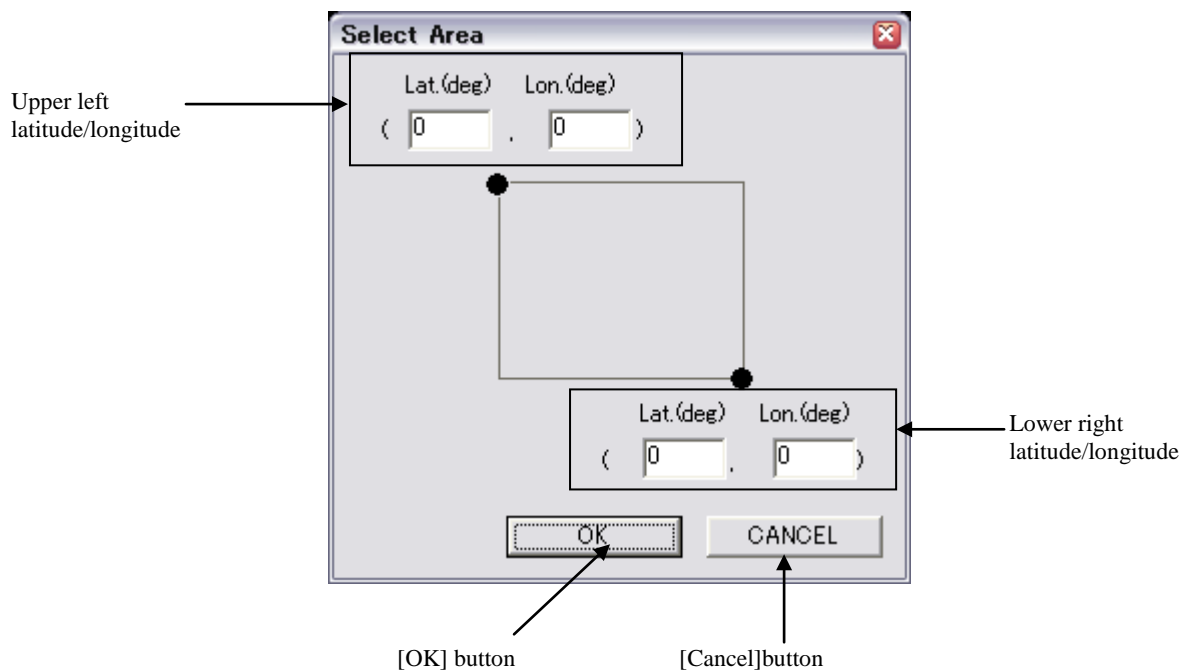 Select Area
Lat.(deg) Lon.(deg)
Upper left
latitude/longitude
( 0 , 0 )
Lat.(deg) Lon.(deg)
( 0 , 0 )
Lower right
latitude/longitude
OK CANCEL
[OK] button [Cancel]button